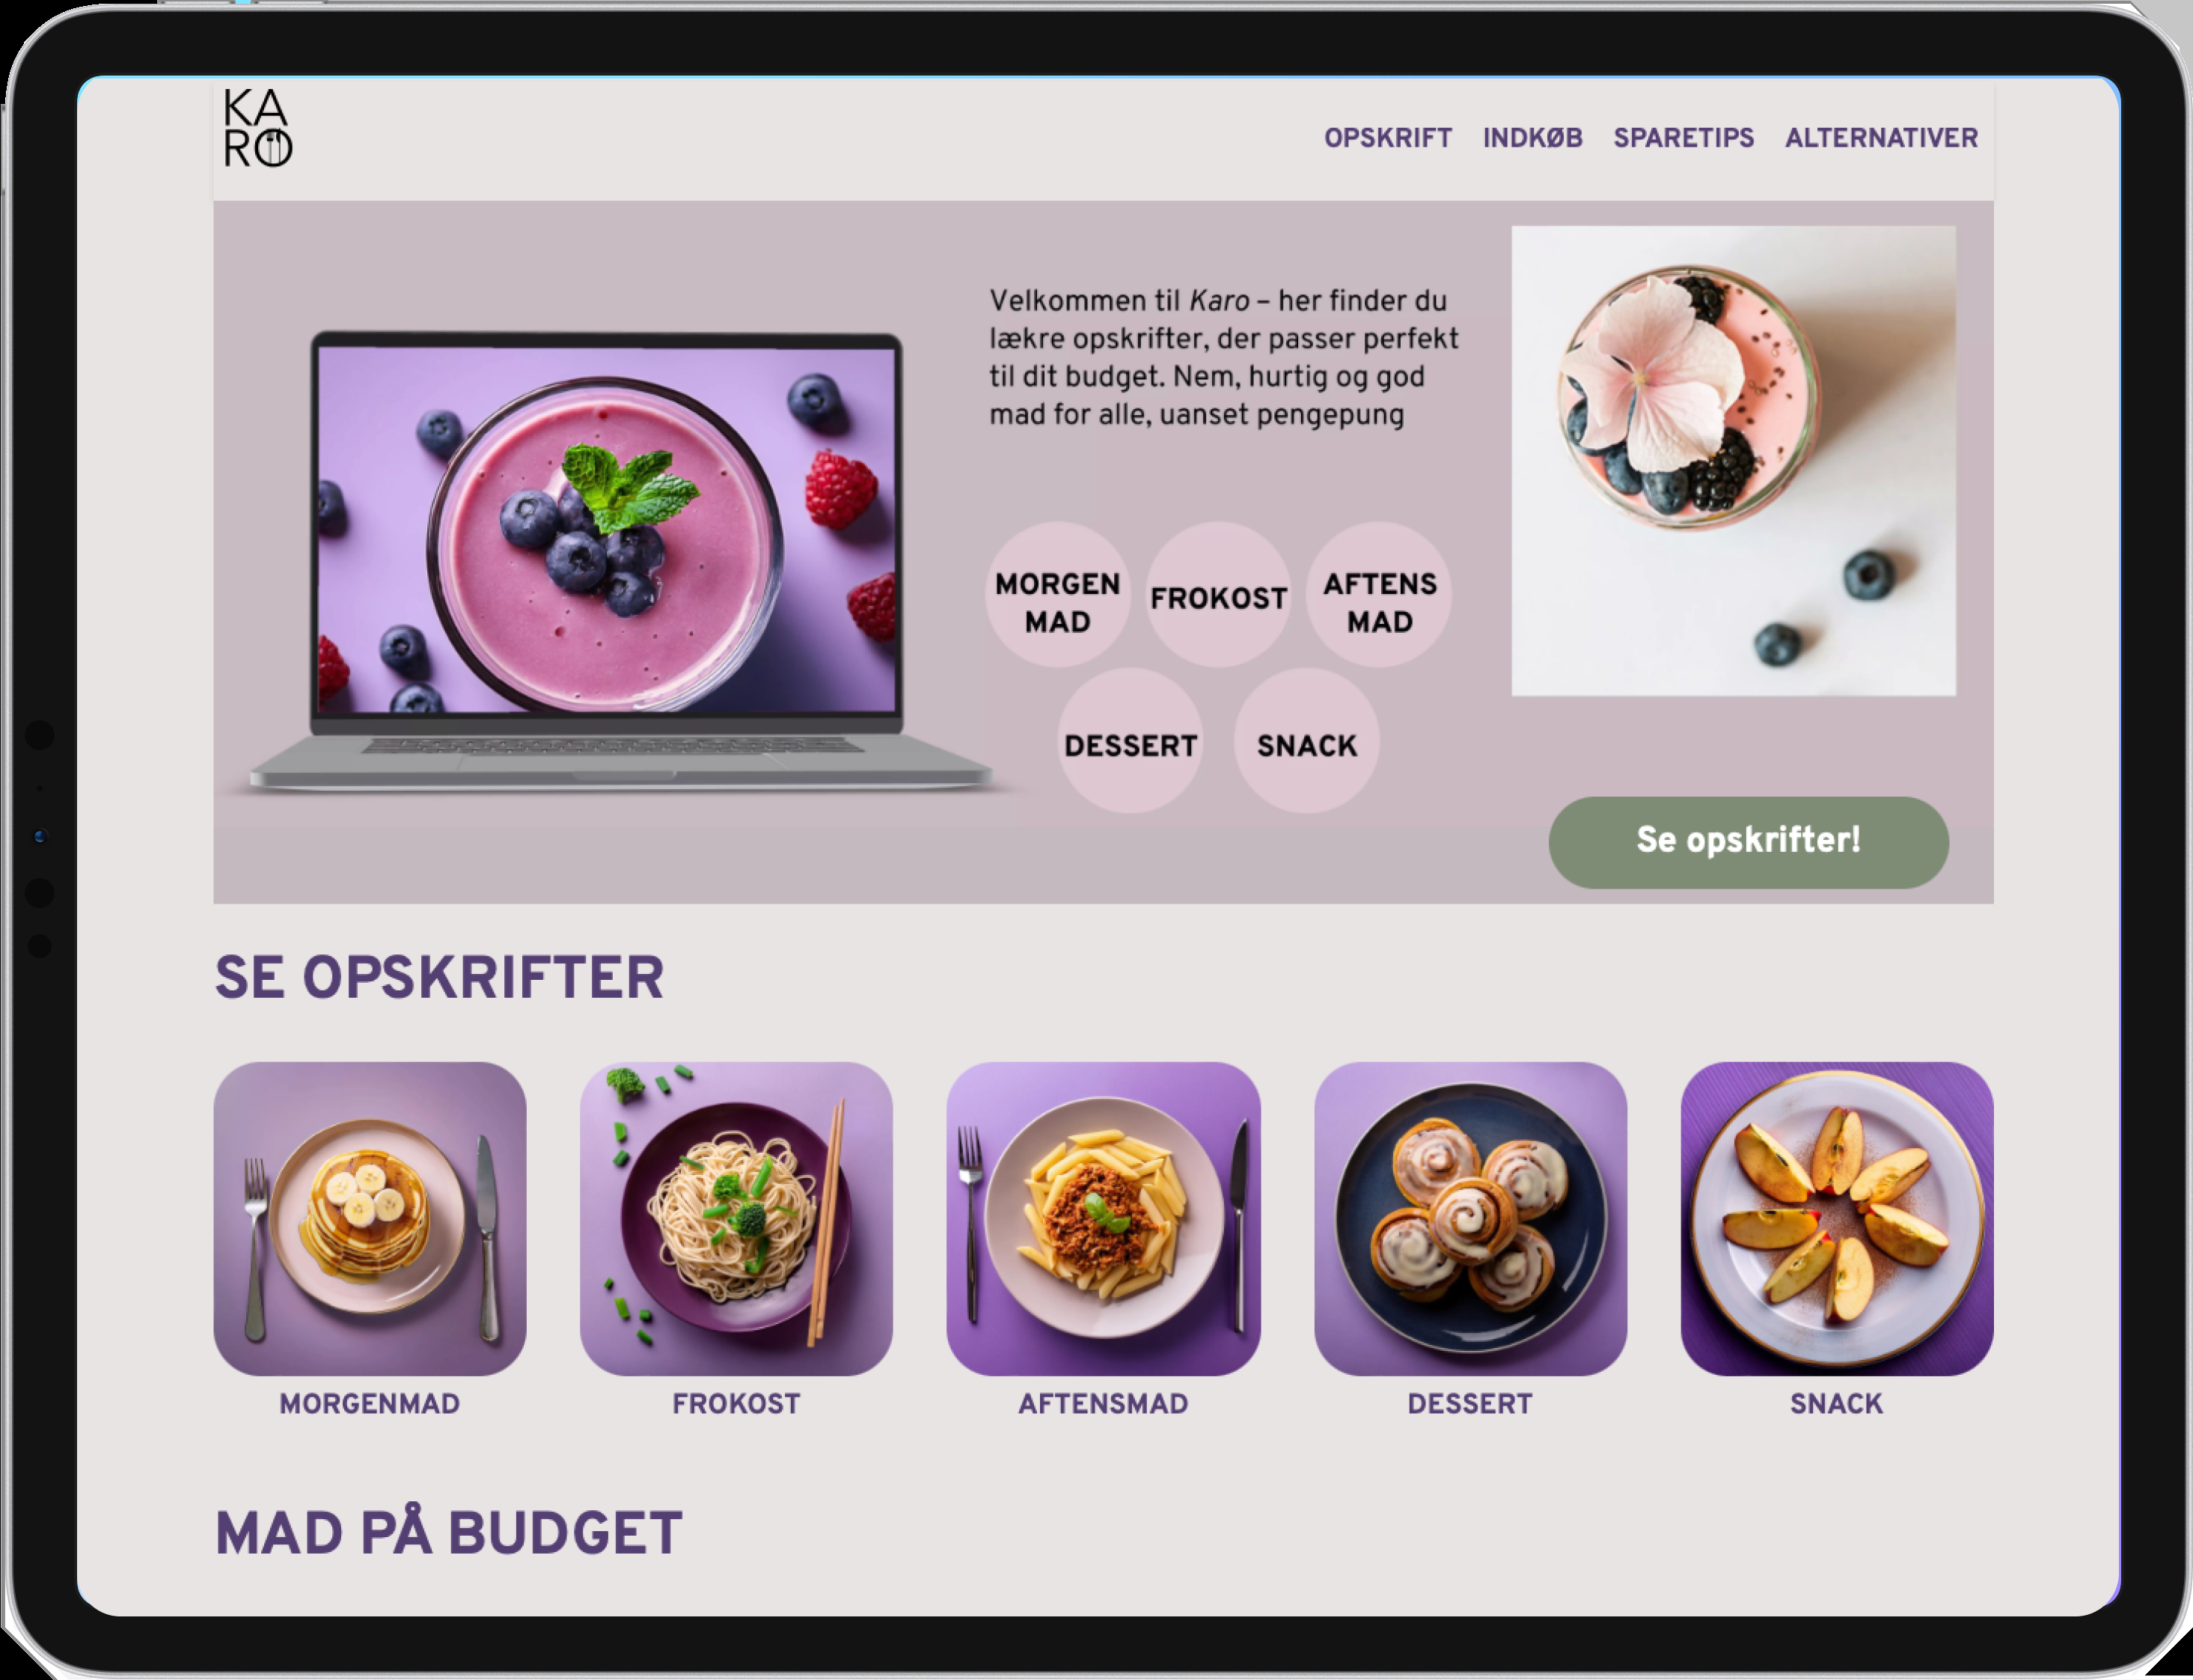 KA
RO
OPSKRIFT INDKØB SPARETIPS ALTERNATIVER
Velkommen til Karo – her finder du
lækre opskrifter, der passer perfekt
til dit budget. Nem, hurtig og god
mad for alle, uanset pengepung
MORGEN
MAD
FROKOST
AFTENS
MAD
DESSERT
SNACK
Se opskrifter!
SE OPSKRIFTER
MORGENMAD
FROKOST
AFTENSMAD
DESSERT
SNACK
MAD PÅ BUDGET